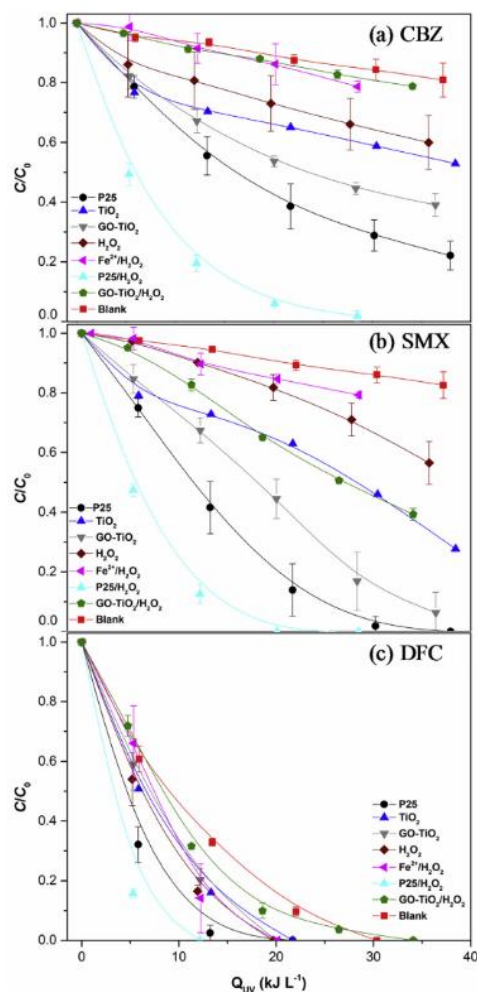 (a) CBZ
1.0
0.8
0.6
0.4
0.2
0.0
C/C₀
P25
TiO₂
GO-TiO₂
H₂O₂
Fe²⁺/H₂O₂
P25/H₂O₂
GO-TiO₂/H₂O₂
Blank
(b) SMX
1.0
0.8
0.6
0.4
0.2
0.0
C/C₀
P25
TiO₂
GO-TiO₂
H₂O₂
Fe²⁺/H₂O₂
P25/H₂O₂
GO-TiO₂/H₂O₂
Blank
(c) DFC
1.0
0.8
0.6
0.4
0.2
0.0
C/C₀
P25
TiO₂
GO-TiO₂
H₂O₂
Fe²⁺/H₂O₂
P25/H₂O₂
GO-TiO₂/H₂O₂
Blank
0 10 20 30 40
Q_UV (kJ L⁻¹)